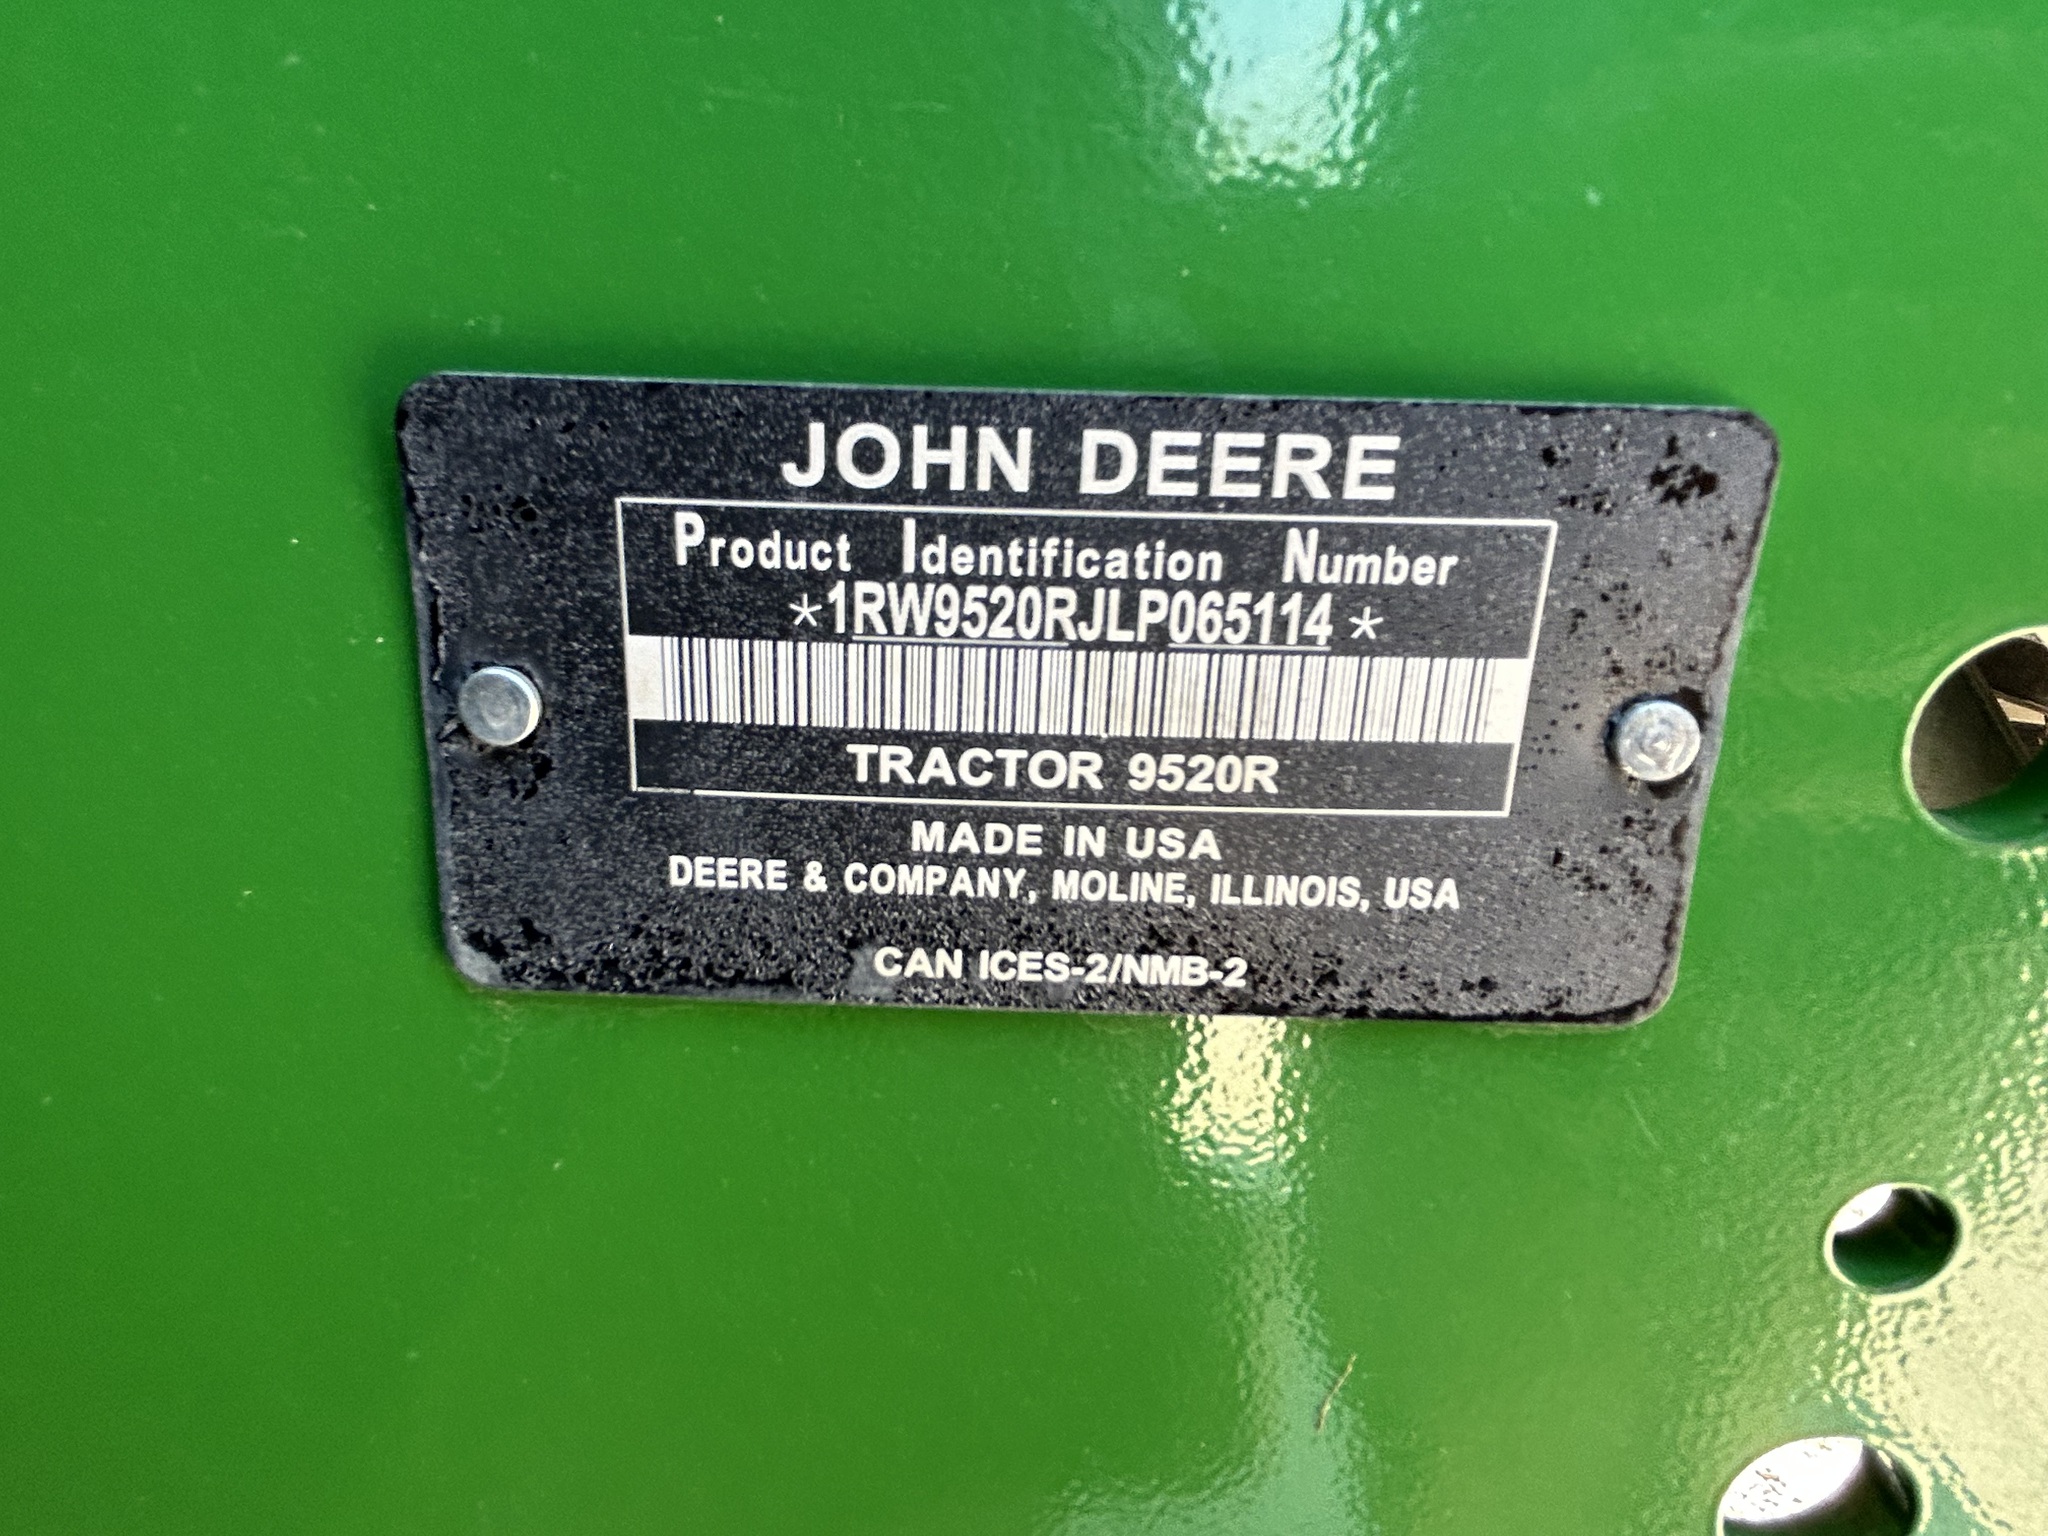 JOHN DEERE
Product Identification Number
*1RW9520RJLP065114*
TRACTOR 9520R
MADE IN USA
DEERE & COMPANY, MOLINE, ILLINOIS, USA
CAN ICES-2/NMB-2